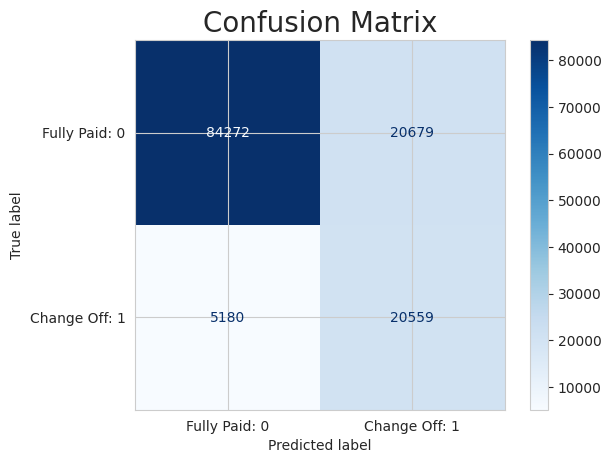 Confusion Matrix
Fully Paid: 0
84272
20679
Change Off: 1
5180
20559
Fully Paid: 0
Change Off: 1
Predicted label
True label
80000
70000
60000
50000
40000
30000
20000
10000